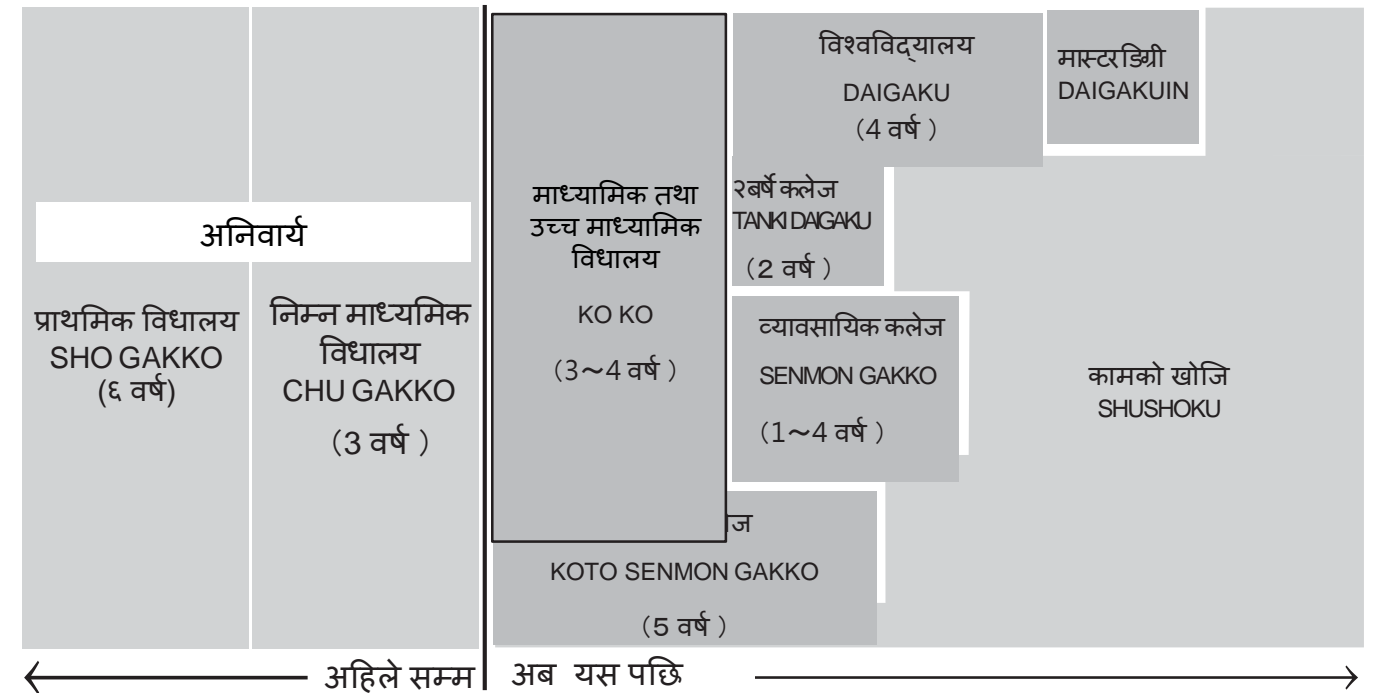 अनिवार्य
प्राथमिक विधालय
SHO GAKKO
(६ वर्ष)
निम्न माध्यमिक
विधालय
CHU GAKKO
(3 वर्ष )
माध्यामिक तथा
उच्च माध्यामिक
विधालय
KO KO
(3～4 वर्ष )
विश्वविद्यालय
DAIGAKU
(4 वर्ष )
मास्टरडिग्री
DAIGAKUIN
२बर्षे कलेज
TANKI DAIGAKU
(2 वर्ष )
व्यावसायिक कलेज
SENMON GAKKO
(1～4 वर्ष )
KOTO SENMON GAKKO
(5 वर्ष )
कामको खोजि
SHUSHOKU
अहिले सम्म
अब यस पछि